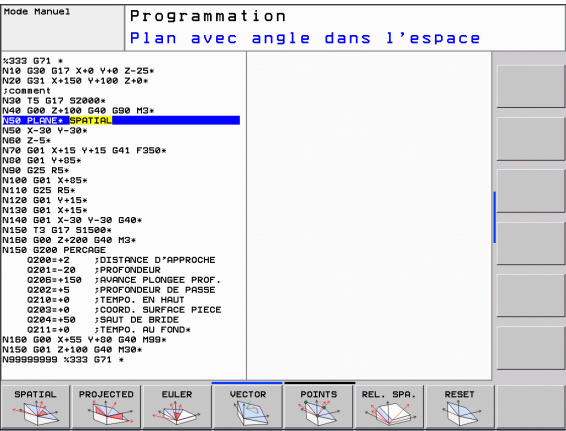 Mode Manuel
Programmation
Plan avec angle dans l'espace
%333 G71 *
N10 G30 G17 X+0 Y+0 Z-25*
N20 G31 X+150 Y+100 Z+0*
;comment
N30 T5 G17 S2000*
N40 G00 Z+100 G40 G90 M3*
N50 PLANE* SPATIAL
N50 X-30 Y-30*
N60 Z-5*
N70 G01 X+15 Y+15 G41 F350*
N80 G01 Y+85*
N90 G25 R5*
N100 G01 X+85*
N110 G25 R5*
N120 G01 Y+15*
N130 G01 X+15*
N140 G01 X-30 Y-30 G40*
N150 T3 G17 S1500*
N160 G00 Z+200 G40 M3*
N150 G200 PERCAGE
Q200=+2 ;DISTANCE D'APPROCHE
Q201=-20 ;PROFONDEUR
Q206=+150 ;AVANCE PLONGEE PROF.
Q202=+5 ;PROFONDEUR DE PASSE
Q210=+0 ;TEMPO. EN HAUT
Q203=+0 ;COORD. SURFACE PIECE
Q204=+50 ;SAUT DE BRIDE
Q211=+0 ;TEMPO. AU FOND*
N160 G00 X+55 Y+80 G40 M99*
N150 G01 Z+100 G40 M30*
N99999999 %333 G71 *
SPATIAL PROJECTED EULER VECTOR POINTS REL. SPA. RESET